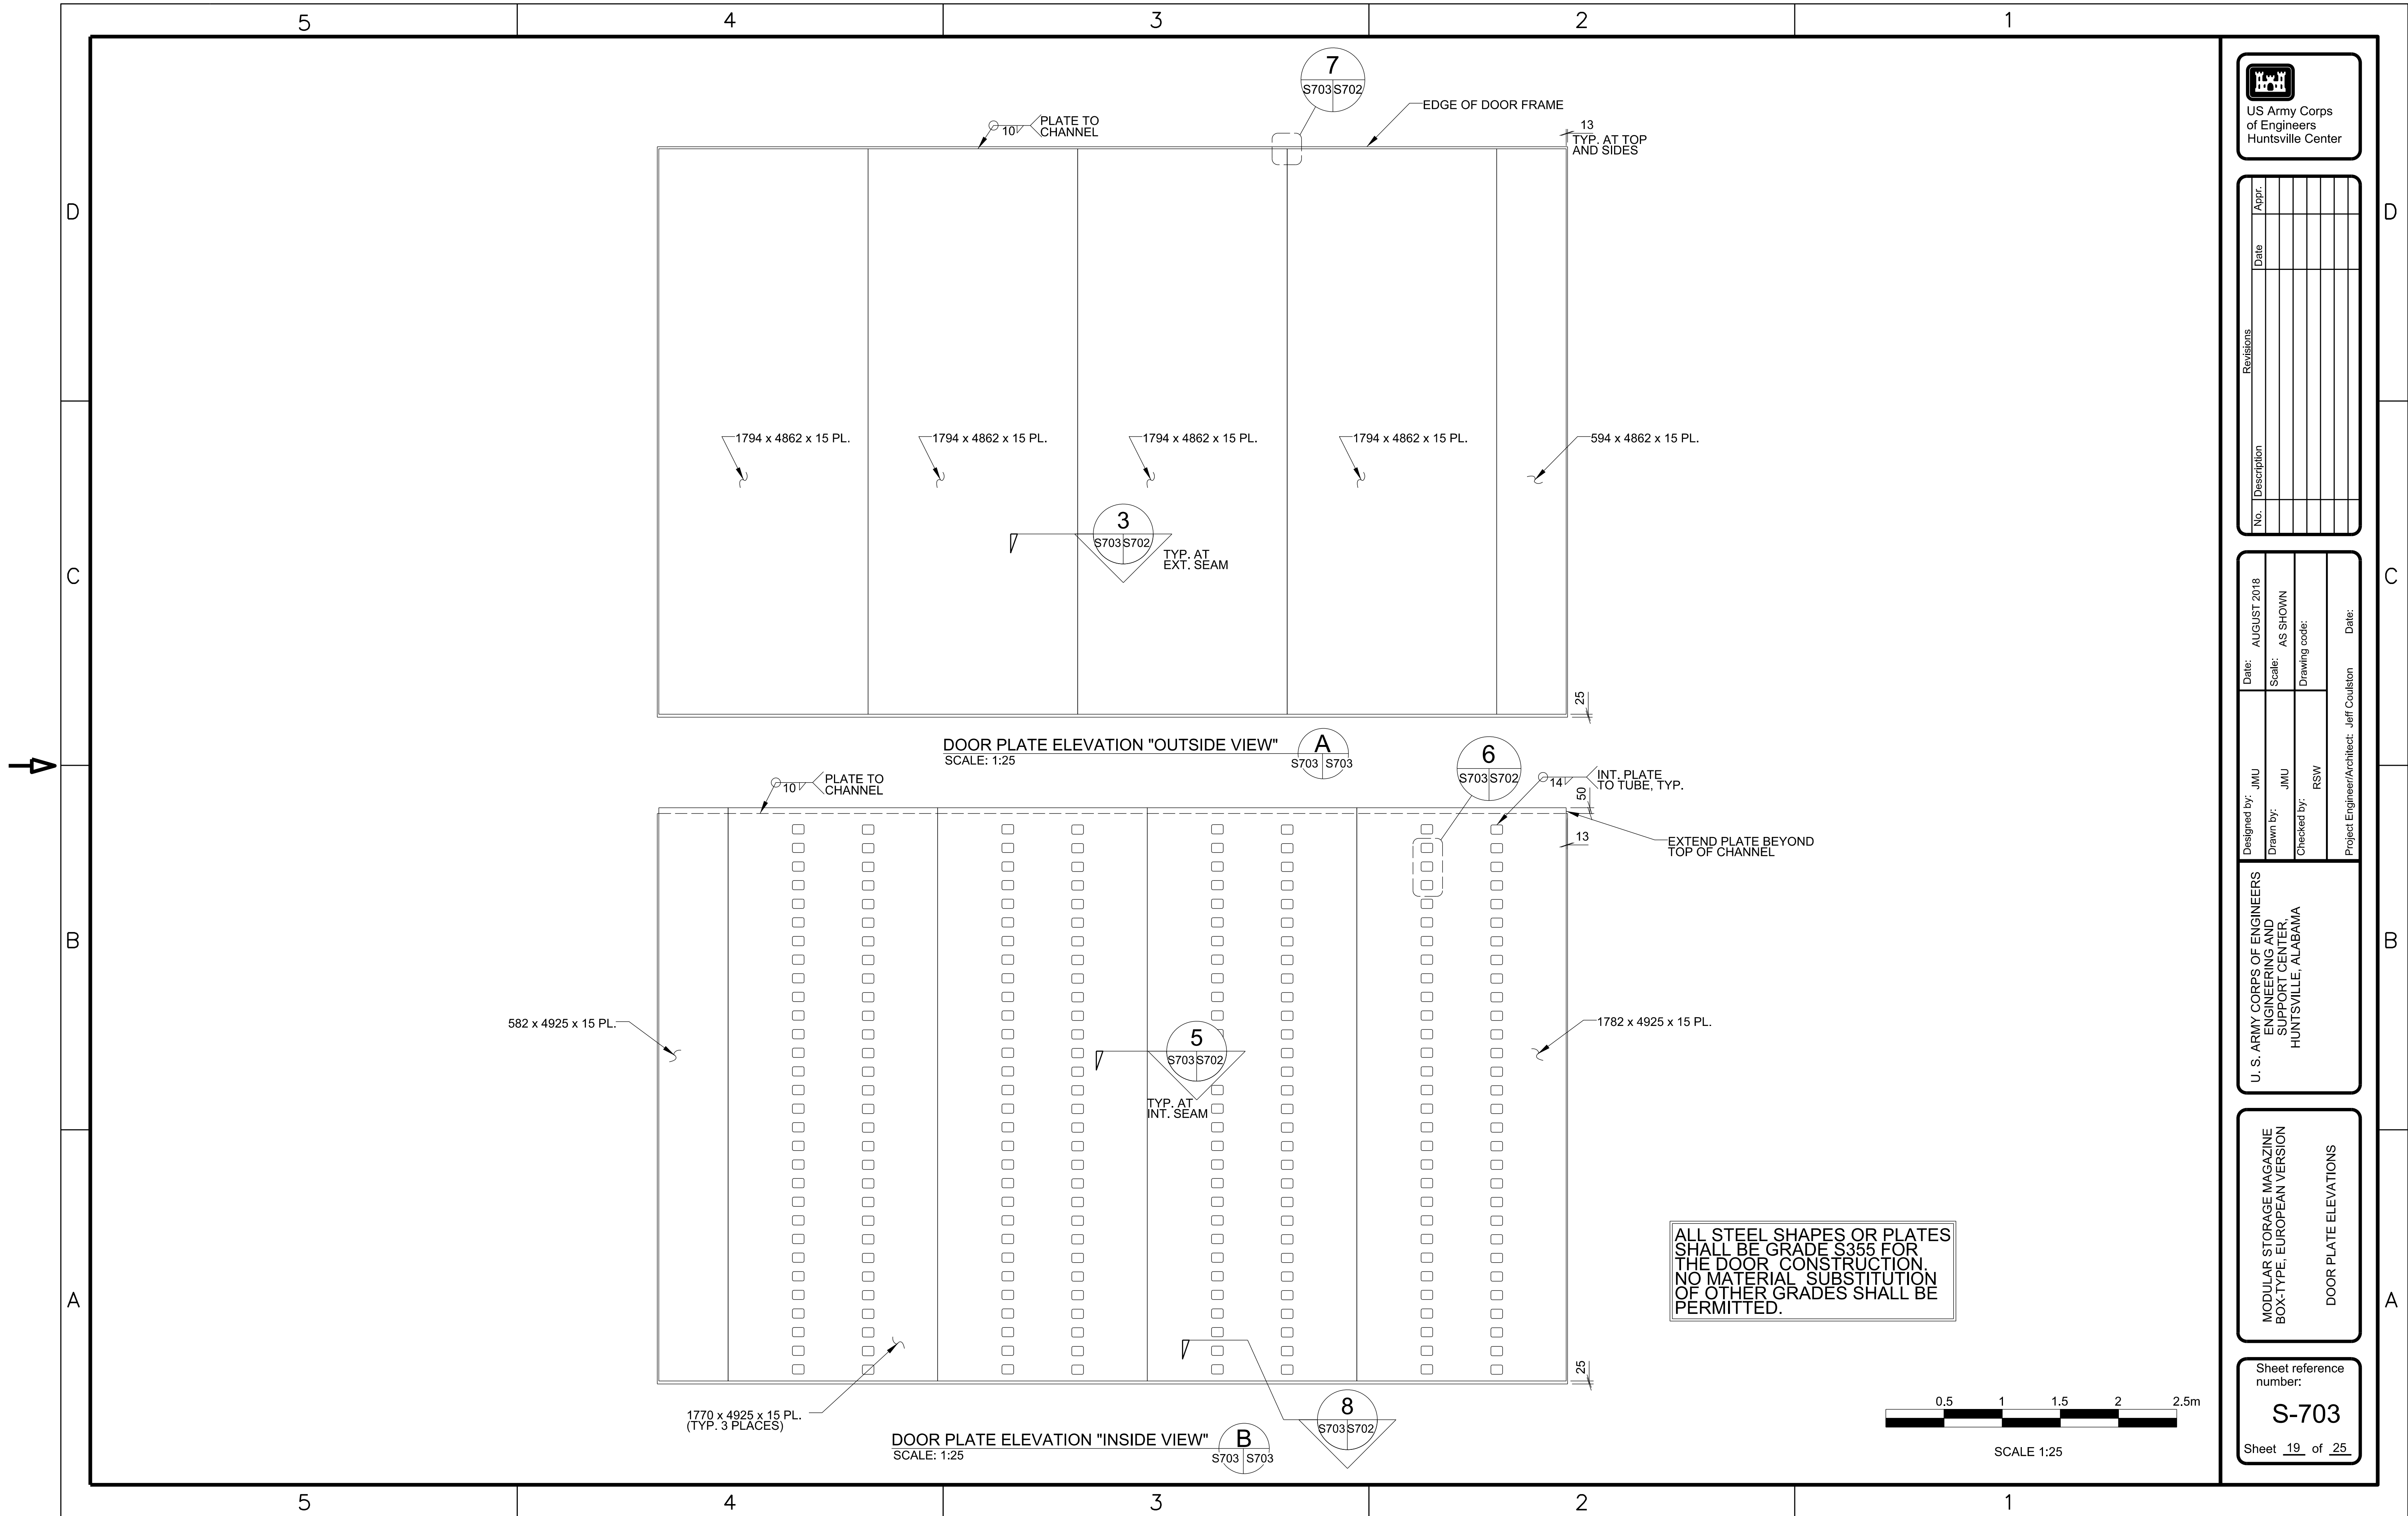 5
4
3
2
1
D
C
B
A
7
S703 S702
EDGE OF DOOR FRAME
10
PLATE TO
CHANNEL
13
TYP. AT TOP
AND SIDES
1794 x 4862 x 15 PL.
1794 x 4862 x 15 PL.
1794 x 4862 x 15 PL.
1794 x 4862 x 15 PL.
594 x 4862 x 15 PL.
3
S703 S702
TYP. AT
EXT. SEAM
25
DOOR PLATE ELEVATION "OUTSIDE VIEW"
SCALE: 1:25
A
S703 S703
10
PLATE TO
CHANNEL
6
S703 S702
14
INT. PLATE
TO TUBE, TYP.
50
13
EXTEND PLATE BEYOND
TOP OF CHANNEL
582 x 4925 x 15 PL.
1782 x 4925 x 15 PL.
5
S703 S702
TYP. AT
INT. SEAM
25
1770 x 4925 x 15 PL.
(TYP. 3 PLACES)
8
S703 S702
DOOR PLATE ELEVATION "INSIDE VIEW"
SCALE: 1:25
B
S703 S703
ALL STEEL SHAPES OR PLATES
SHALL BE GRADE S355 FOR
THE DOOR CONSTRUCTION.
NO MATERIAL SUBSTITUTION
OF OTHER GRADES SHALL BE
PERMITTED.
0.5 1 1.5 2 2.5m
SCALE 1:25
US Army Corps
of Engineers
Huntsville Center
Revisions
No. Description Date Appr.
Designed by: JMU
Date: AUGUST 2018
Drawn by: JMU
Scale: AS SHOWN
Checked by: RSW
Drawing code:
Project Engineer/Architect: Jeff Coulston Date:
U. S. ARMY CORPS OF ENGINEERS
ENGINEERING AND
SUPPORT CENTER,
HUNTSVILLE, ALABAMA
MODULAR STORAGE MAGAZINE
BOX-TYPE, EUROPEAN VERSION
DOOR PLATE ELEVATIONS
Sheet reference
number:
S-703
Sheet 19 of 25
D
C
B
A
5
4
3
2
1